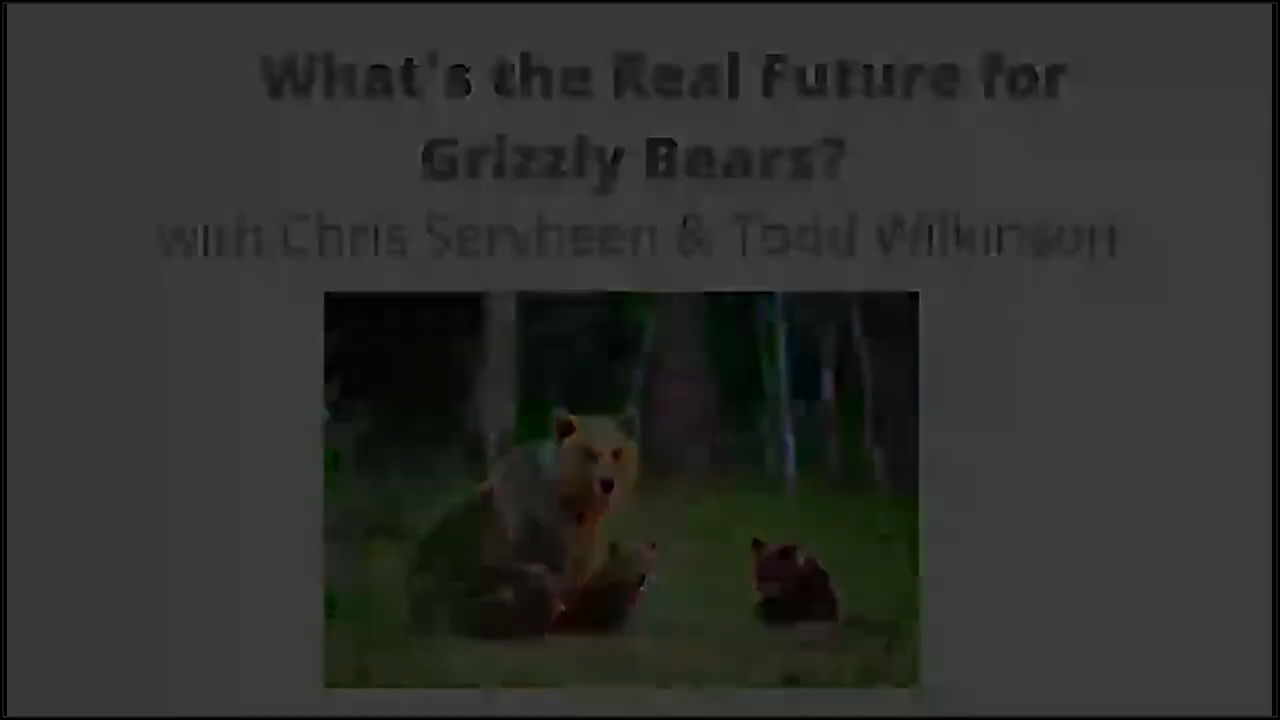 What's the Real Future for
Grizzly Bears?
with Chris Servheen & Todd Wilkinson